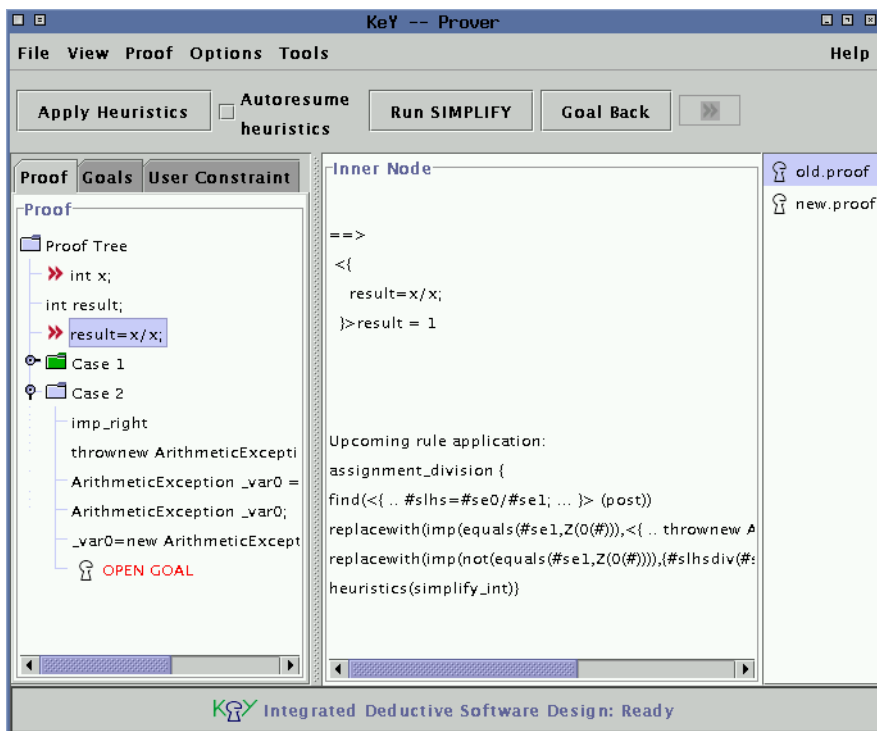 KeY -- Prover
File View Proof Options Tools Help
Apply Heuristics
Autoresume
heuristics
Run SIMPLIFY
Goal Back
Proof Goals User Constraint
Proof
Proof Tree
int x;
int result;
result=x/x;
Case 1
Case 2
imp_right
thrownew ArithmeticExcepti
ArithmeticException _var0 =
ArithmeticException _var0;
_var0=new ArithmeticExcept
OPEN GOAL
Inner Node
==>
<{
result=x/x;
}>result = 1
Upcoming rule application:
assignment_division {
find(<{ .. #slhs=#se0/#se1; ... }> (post))
replacewith(imp(equals(#se1,Z(0(#))),<{ .. thrownew A
replacewith(imp(not(equals(#se1,Z(0(#)))),{#slhsdiv(#s
heuristics(simplify_int)}
old.proof
new.proof
KeY Integrated Deductive Software Design: Ready